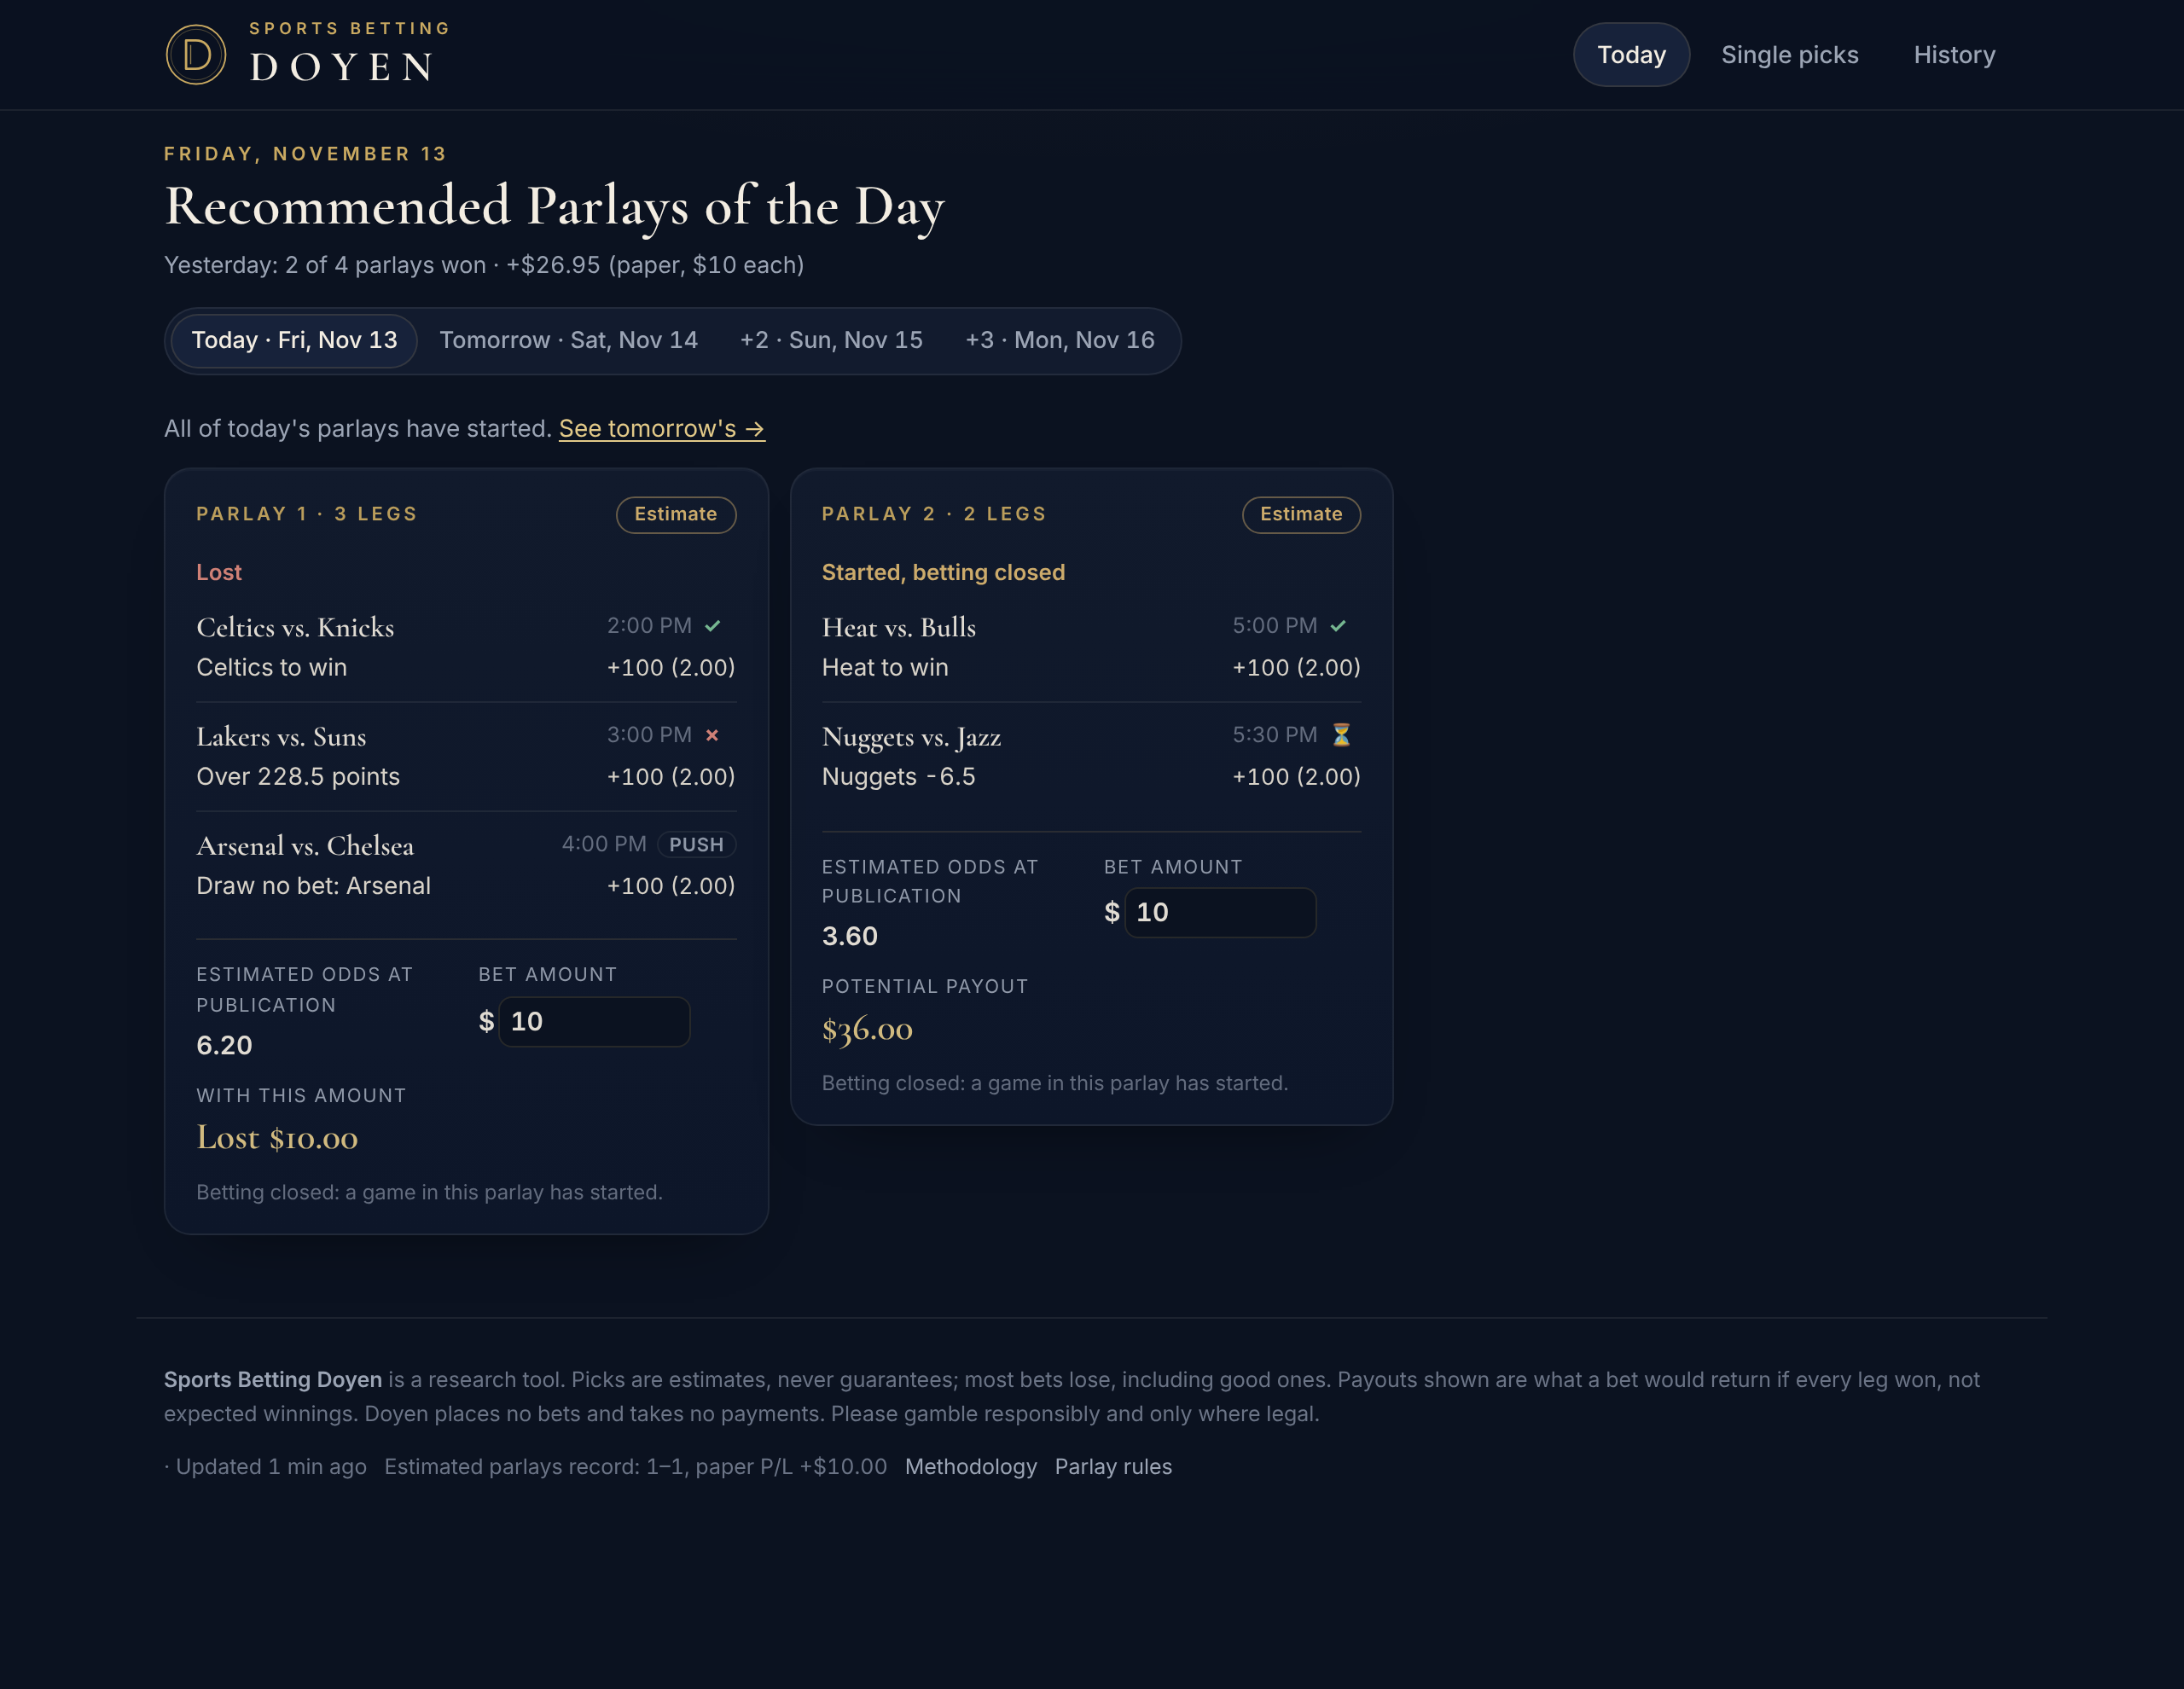 SPORTS BETTING
DOYEN
Today Single picks History
FRIDAY, NOVEMBER 13
Recommended Parlays of the Day
Yesterday: 2 of 4 parlays won · +$26.95 (paper, $10 each)
Today · Fri, Nov 13 Tomorrow · Sat, Nov 14 +2 · Sun, Nov 15 +3 · Mon, Nov 16
All of today's parlays have started. See tomorrow's →
PARLAY 1 · 3 LEGS Estimate
Lost
Celtics vs. Knicks 2:00 PM ✓
Celtics to win +100 (2.00)
Lakers vs. Suns 3:00 PM ×
Over 228.5 points +100 (2.00)
Arsenal vs. Chelsea 4:00 PM PUSH
Draw no bet: Arsenal +100 (2.00)
ESTIMATED ODDS AT
PUBLICATION
6.20
BET AMOUNT
$ 10
WITH THIS AMOUNT
Lost $10.00
Betting closed: a game in this parlay has started.
PARLAY 2 · 2 LEGS Estimate
Started, betting closed
Heat vs. Bulls 5:00 PM ✓
Heat to win +100 (2.00)
Nuggets vs. Jazz 5:30 PM ⏳
Nuggets -6.5 +100 (2.00)
ESTIMATED ODDS AT
PUBLICATION
3.60
BET AMOUNT
$ 10
POTENTIAL PAYOUT
$36.00
Betting closed: a game in this parlay has started.
Sports Betting Doyen is a research tool. Picks are estimates, never guarantees; most bets lose, including good ones. Payouts shown are what a bet would return if every leg won, not
expected winnings. Doyen places no bets and takes no payments. Please gamble responsibly and only where legal.
· Updated 1 min ago Estimated parlays record: 1–1, paper P/L +$10.00 Methodology Parlay rules